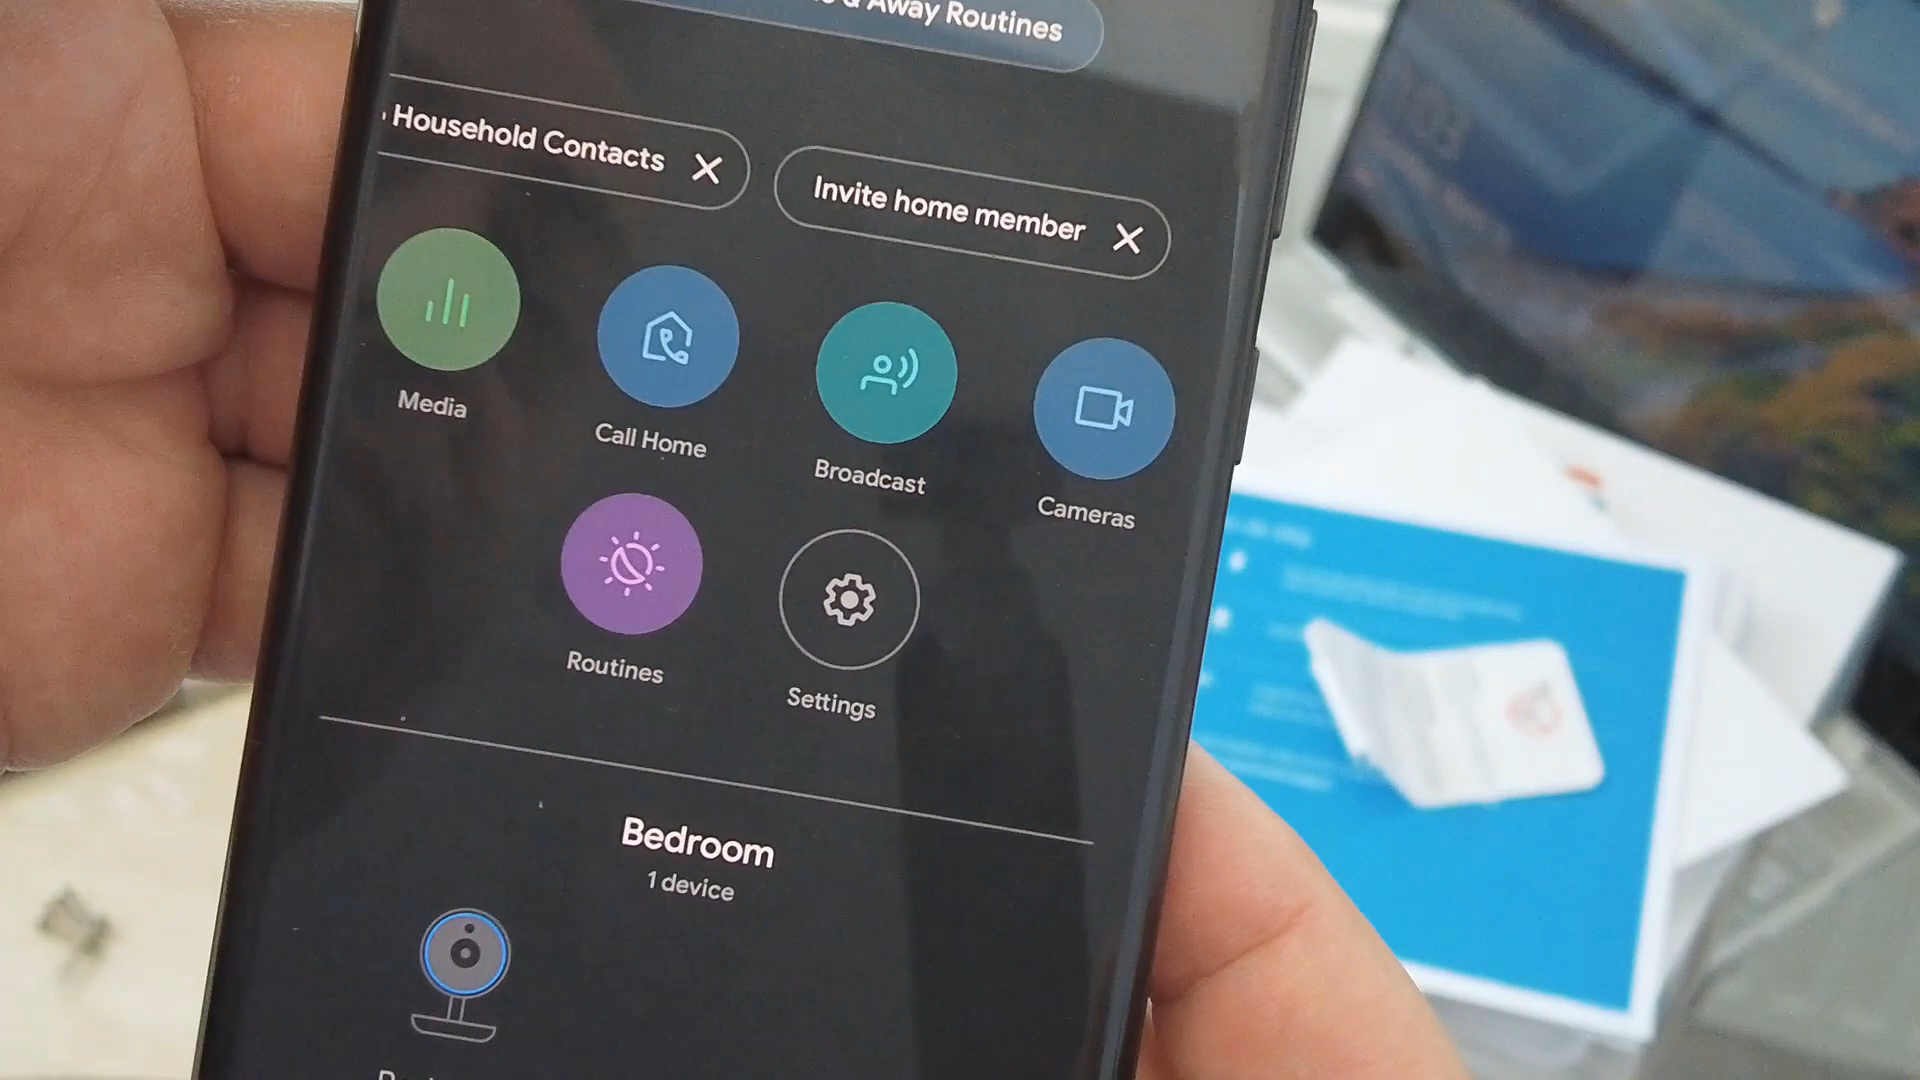 & Away Routines
Household Contacts
Invite home member
Media
Call Home
Broadcast
Cameras
Routines
Settings
Bedroom
1 device